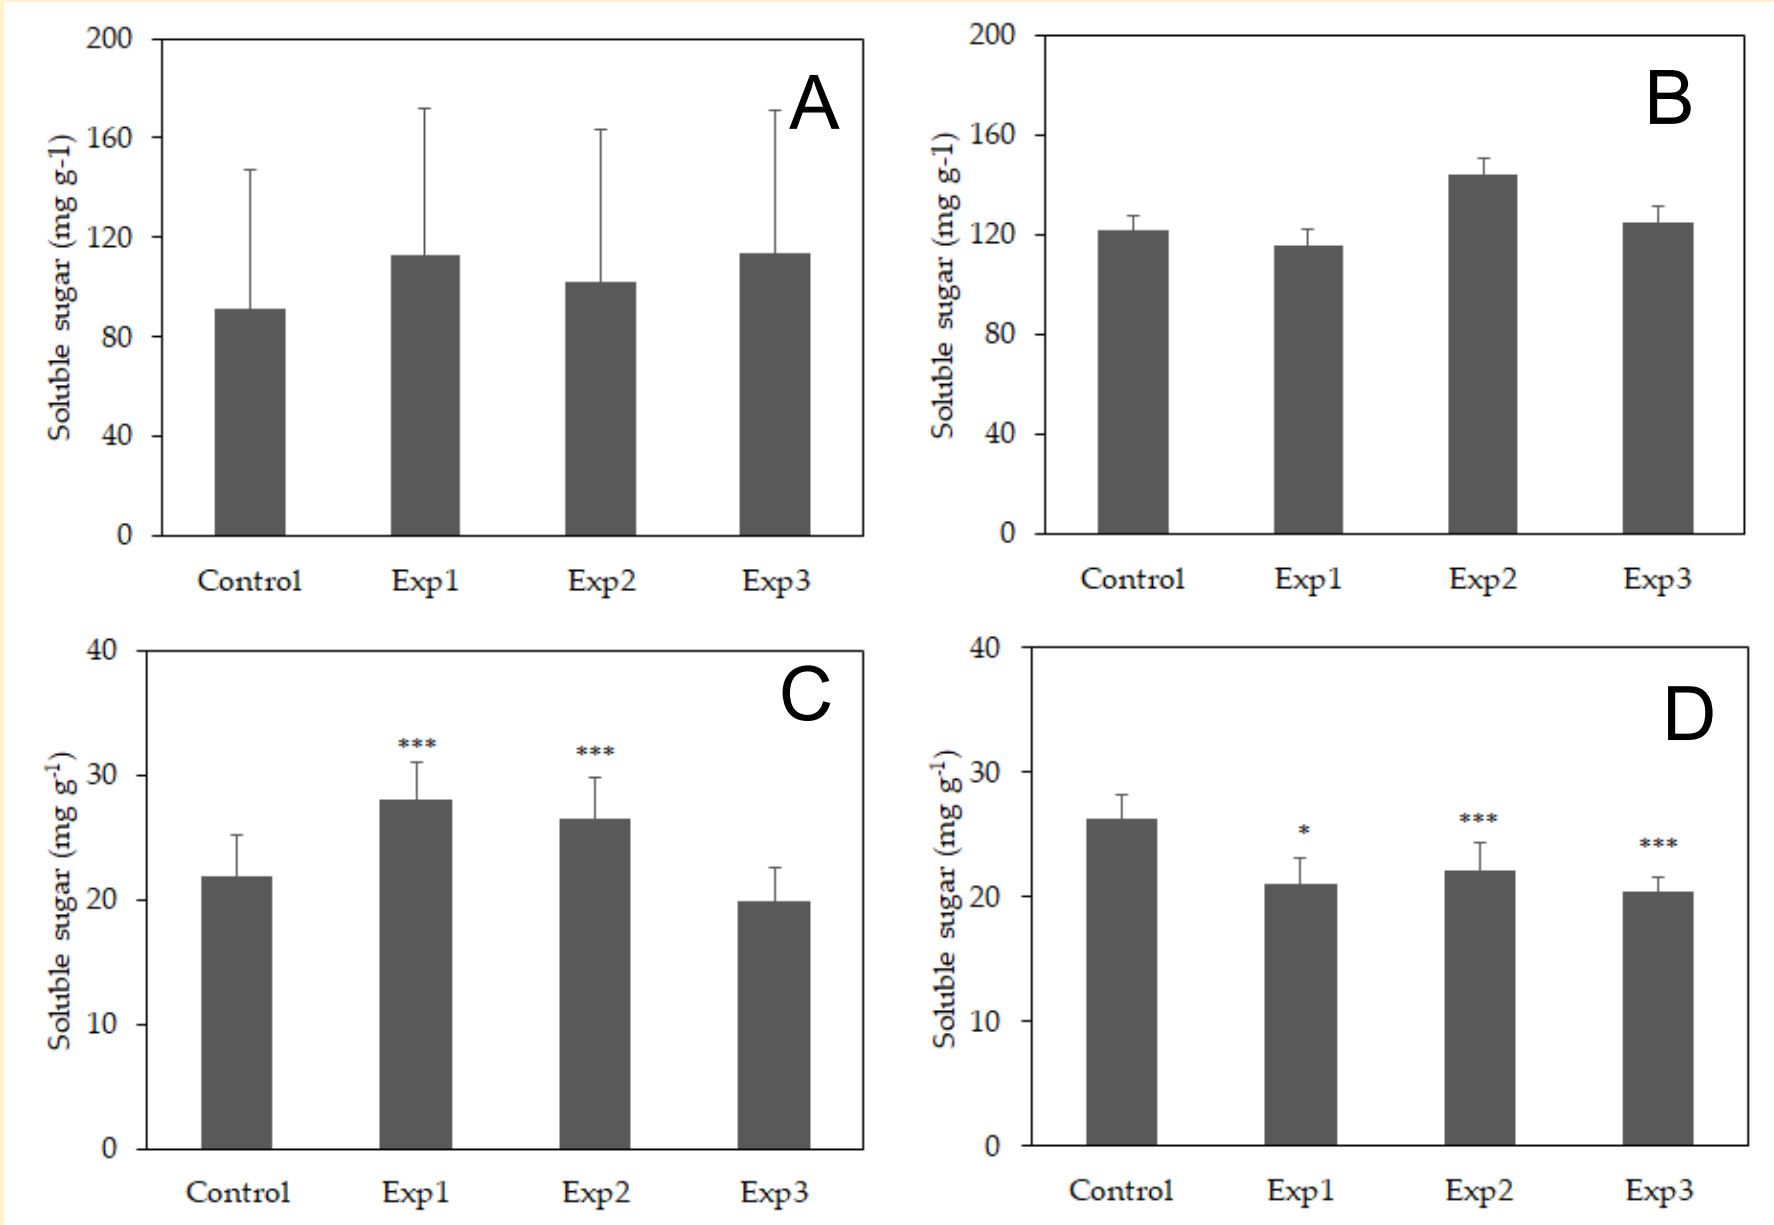 A
Soluble sugar (mg g-1)
200
160
120
80
40
0
Control Exp1 Exp2 Exp3
B
Soluble sugar (mg g-1)
200
160
120
80
40
0
Control Exp1 Exp2 Exp3
C
Soluble sugar (mg g-1)
40
30
20
10
0
*** ***
Control Exp1 Exp2 Exp3
D
Soluble sugar (mg g-1)
40
30
20
10
0
* *** ***
Control Exp1 Exp2 Exp3